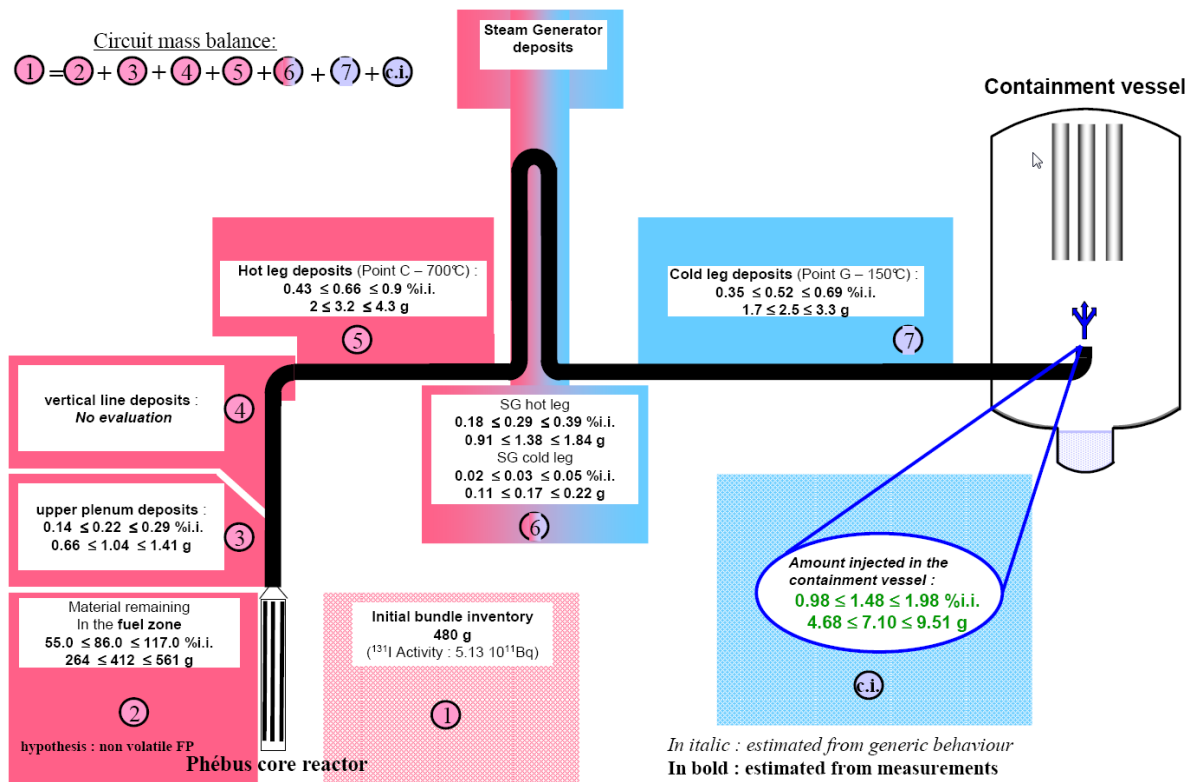 Circuit mass balance:
1 = 2 + 3 + 4 + 5 + 6 + 7 + c.i.
Steam Generator
deposits
Containment vessel
Hot leg deposits (Point C – 700°C) :
0.43 ≤ 0.66 ≤ 0.9 %i.i.
2 ≤ 3.2 ≤ 4.3 g
5
Cold leg deposits (Point G – 150°C) :
0.35 ≤ 0.52 ≤ 0.69 %i.i.
1.7 ≤ 2.5 ≤ 3.3 g
7
vertical line deposits :
No evaluation
4
SG hot leg
0.18 ≤ 0.29 ≤ 0.39 %i.i.
0.91 ≤ 1.38 ≤ 1.84 g
SG cold leg
0.02 ≤ 0.03 ≤ 0.05 %i.i.
0.11 ≤ 0.17 ≤ 0.22 g
6
upper plenum deposits :
0.14 ≤ 0.22 ≤ 0.29 %i.i.
0.66 ≤ 1.04 ≤ 1.41 g
3
Amount injected in the
containment vessel :
0.98 ≤ 1.48 ≤ 1.98 %i.i.
4.68 ≤ 7.10 ≤ 9.51 g
c.i.
Material remaining
In the fuel zone
55.0 ≤ 86.0 ≤ 117.0 %i.i.
264 ≤ 412 ≤ 561 g
2
hypothesis : non volatile FP
Initial bundle inventory
480 g
(¹³¹I Activity : 5.13 10¹¹Bq)
1
Phébus core reactor
In italic : estimated from generic behaviour
In bold : estimated from measurements